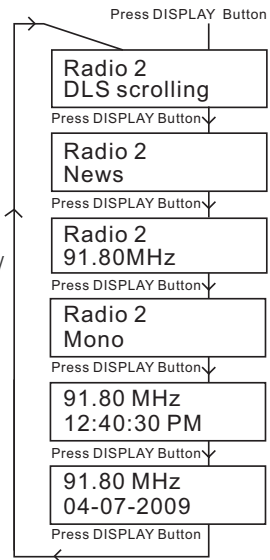 Press DISPLAY Button
Radio 2
DLS scrolling
Press DISPLAY Button
Radio 2
News
Press DISPLAY Button
Radio 2
91.80MHz
Press DISPLAY Button
Radio 2
Mono
Press DISPLAY Button
91.80 MHz
12:40:30 PM
Press DISPLAY Button
91.80 MHz
04-07-2009
Press DISPLAY Button